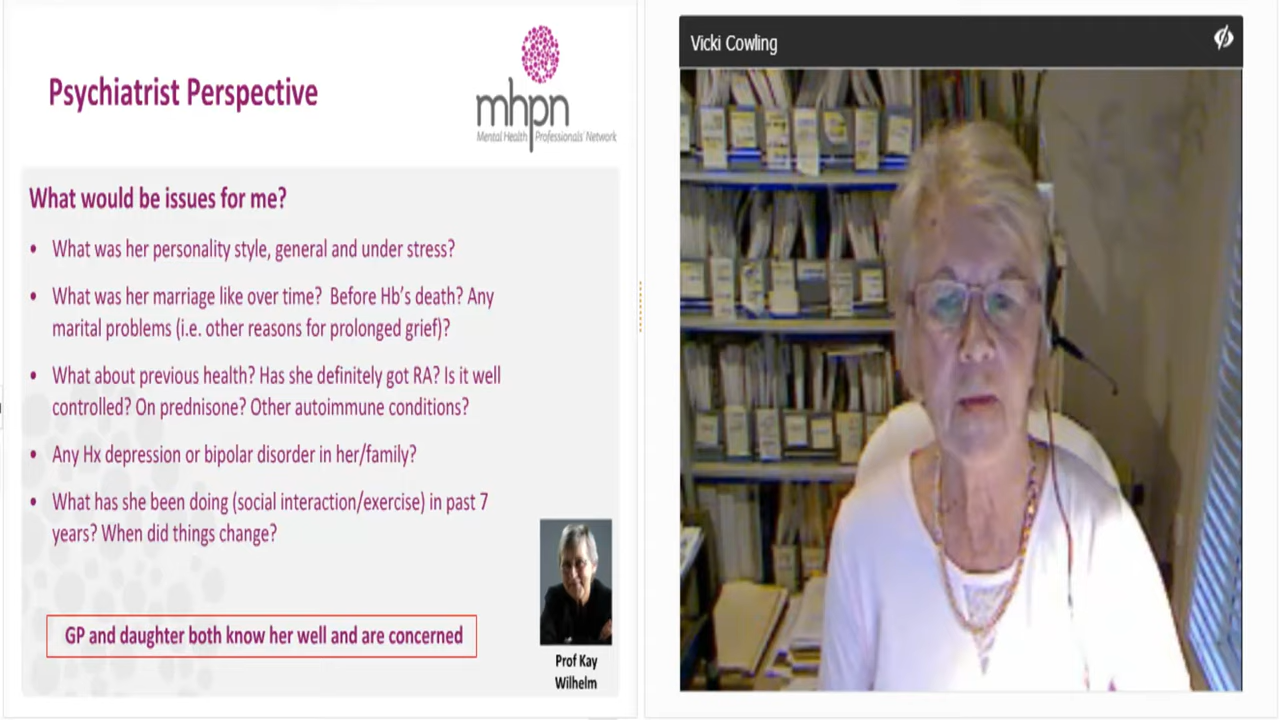 Psychiatrist Perspective
mhpn
Mental Health Professionals' Network
What would be issues for me?
• What was her personality style, general and under stress?
• What was her marriage like over time? Before Hb's death? Any
marital problems (i.e. other reasons for prolonged grief)?
• What about previous health? Has she definitely got RA? Is it well
controlled? On prednisone? Other autoimmune conditions?
• Any Hx depression or bipolar disorder in her/family?
• What has she been doing (social interaction/exercise) in past 7
years? When did things change?
GP and daughter both know her well and are concerned
Prof Kay
Wilhelm
Vicki Cowling